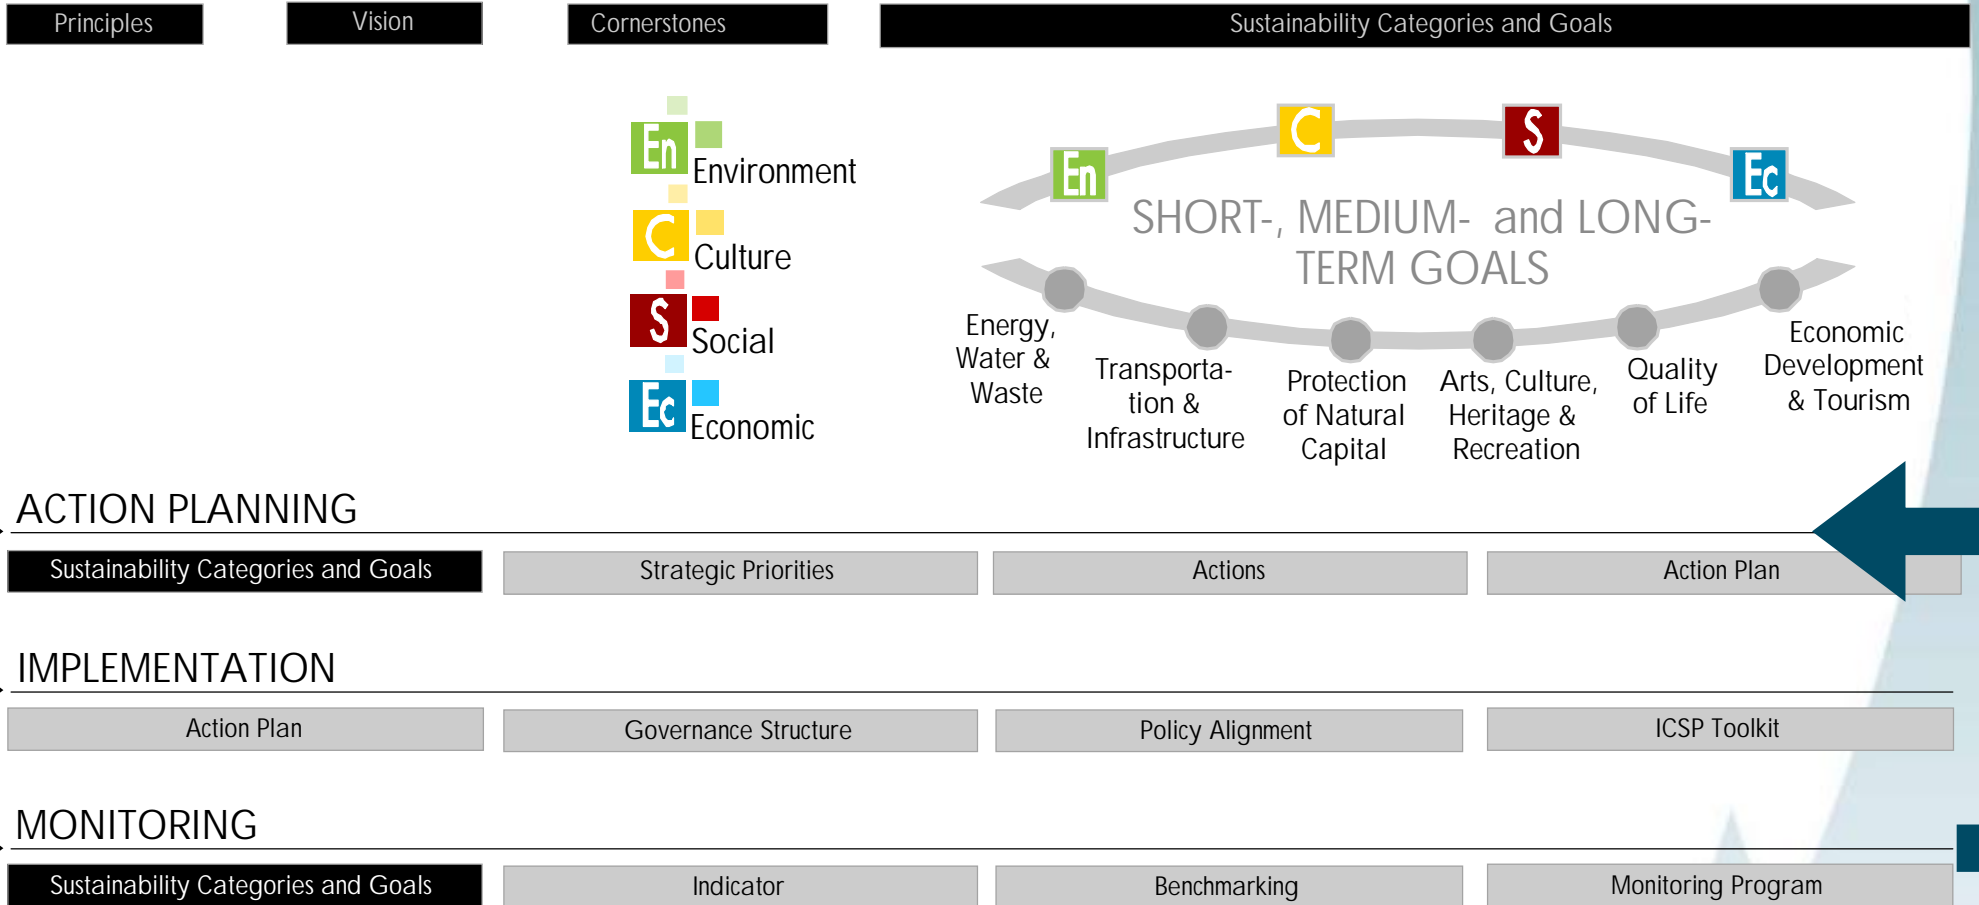 Principles
Vision
Cornerstones
Sustainability Categories and Goals
En
Environment
C
Culture
S
Social
Ec
Economic
En
C
S
Ec
SHORT-, MEDIUM- and LONG-
TERM GOALS
Energy,
Water &
Waste
Transporta-
tion &
Infrastructure
Protection
of Natural
Capital
Arts, Culture,
Heritage &
Recreation
Quality
of Life
Economic
Development
& Tourism
ACTION PLANNING
Sustainability Categories and Goals
Strategic Priorities
Actions
Action Plan
IMPLEMENTATION
Action Plan
Governance Structure
Policy Alignment
ICSP Toolkit
MONITORING
Sustainability Categories and Goals
Indicator
Benchmarking
Monitoring Program